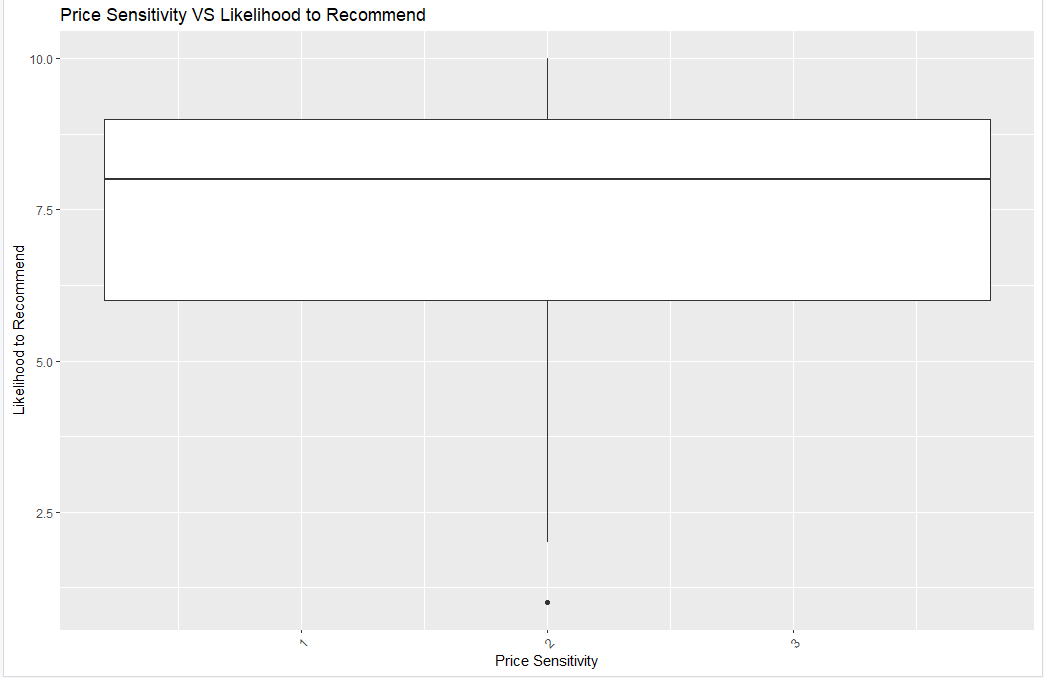 Price Sensitivity VS Likelihood to Recommend
10.0
7.5
5.0
2.5
Likelihood to Recommend
1
2
3
Price Sensitivity